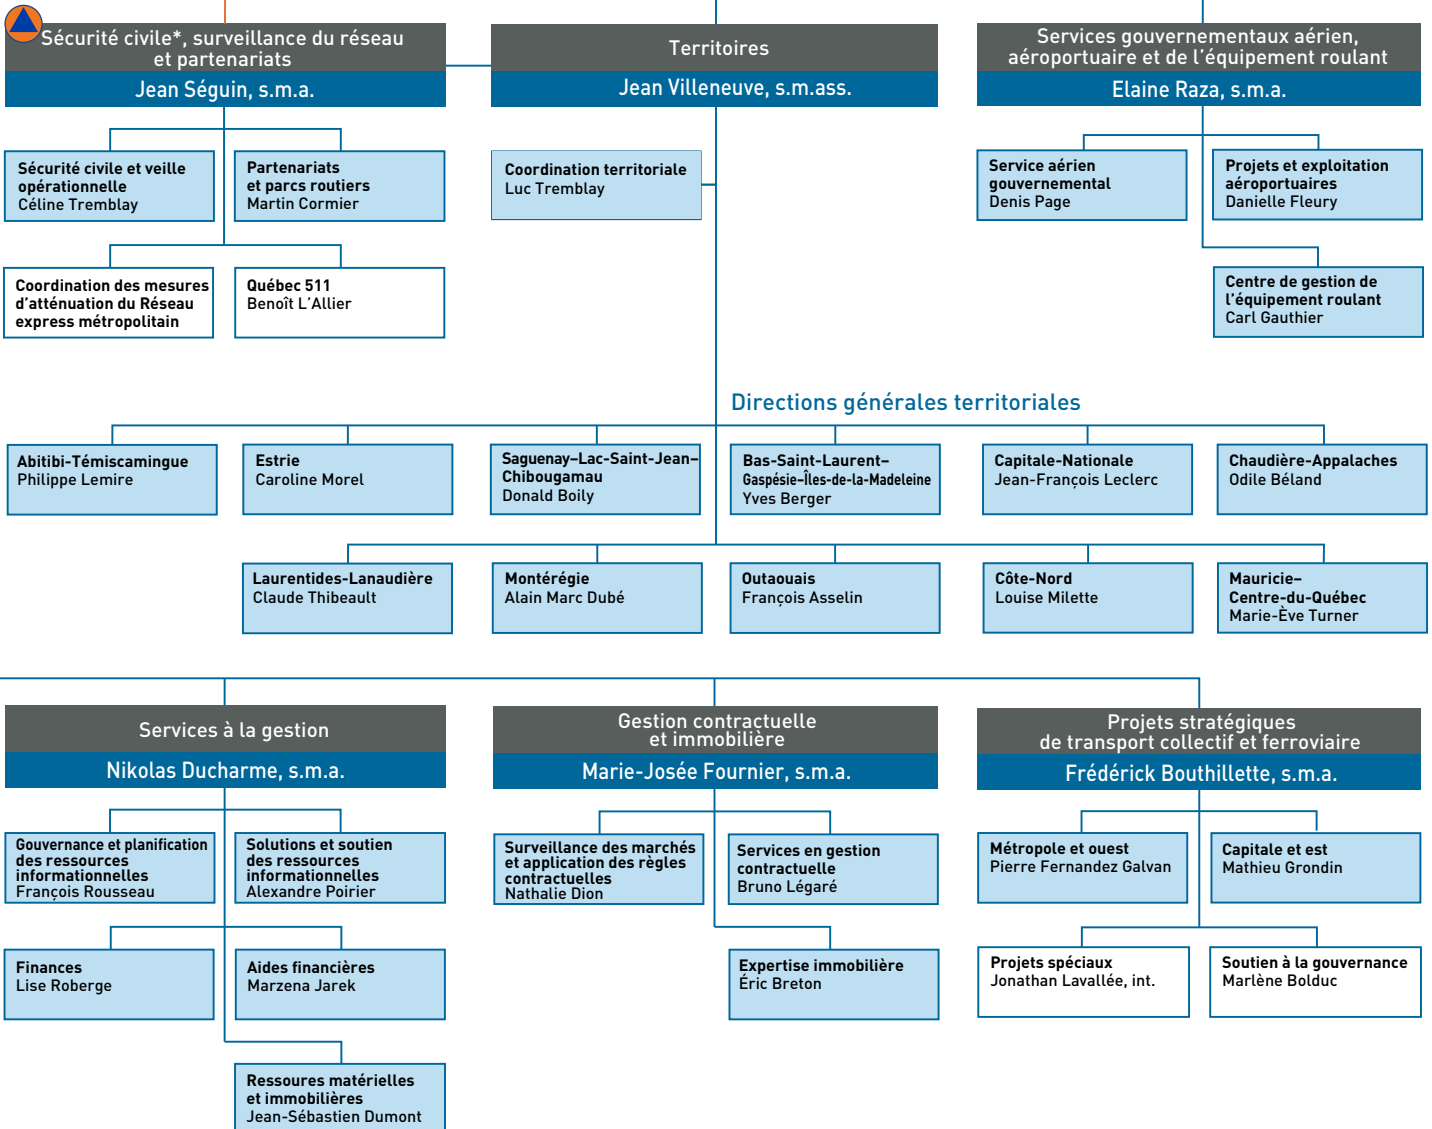 Sécurité civile*, surveillance du réseau
et partenariats
Jean Séguin, s.m.a.
Territoires
Jean Villeneuve, s.m.ass.
Services gouvernementaux aérien,
aéroportuaire et de l'équipement roulant
Elaine Raza, s.m.a.
Sécurité civile et veille
opérationnelle
Céline Tremblay
Partenariats
et parcs routiers
Martin Cormier
Coordination territoriale
Luc Tremblay
Service aérien
gouvernemental
Denis Page
Projets et exploitation
aéroportuaires
Danielle Fleury
Coordination des mesures
d'atténuation du Réseau
express métropolitain
Québec 511
Benoît L'Allier
Centre de gestion de
l'équipement roulant
Carl Gauthier
Directions générales territoriales
Abitibi-Témiscamingue
Philippe Lemire
Estrie
Caroline Morel
Saguenay–Lac-Saint-Jean–
Chibougamau
Donald Boily
Bas-Saint-Laurent–
Gaspésie–Îles-de-la-Madeleine
Yves Berger
Capitale-Nationale
Jean-François Leclerc
Chaudière-Appalaches
Odile Béland
Laurentides-Lanaudière
Claude Thibeault
Montérégie
Alain Marc Dubé
Outaouais
François Asselin
Côte-Nord
Louise Milette
Mauricie–
Centre-du-Québec
Marie-Ève Turner
Services à la gestion
Nikolas Ducharme, s.m.a.
Gestion contractuelle
et immobilière
Marie-Josée Fournier, s.m.a.
Projets stratégiques
de transport collectif et ferroviaire
Frédérick Bouthillette, s.m.a.
Gouvernance et planification
des ressources
informationnelles
François Rousseau
Solutions et soutien
des ressources
informationnelles
Alexandre Poirier
Surveillance des marchés
et application des règles
contractuelles
Nathalie Dion
Services en gestion
contractuelle
Bruno Légaré
Métropole et ouest
Pierre Fernandez Galvan
Capitale et est
Mathieu Grondin
Finances
Lise Roberge
Aides financières
Marzena Jarek
Expertise immobilière
Éric Breton
Projets spéciaux
Jonathan Lavallée, int.
Soutien à la gouvernance
Marlène Bolduc
Ressoures matérielles
et immobilières
Jean-Sébastien Dumont